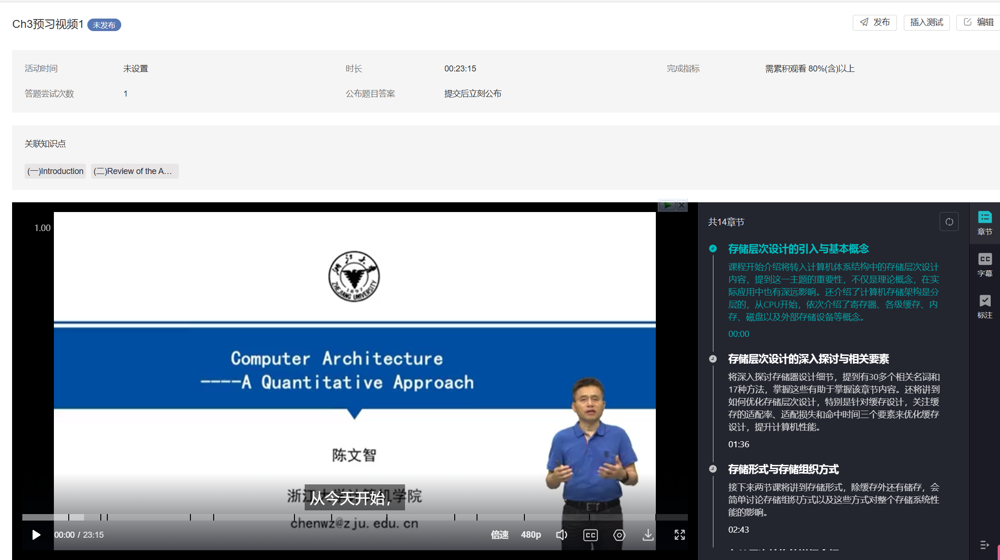 Ch3预习视频1 未发布
发布 插入测试 编辑
活动时间 未设置 时长 00:23:15 完成指标 需累积观看 80%(含)以上
答题尝试次数 1 公布题目答案 提交后立刻公布
关联知识点
(一)Introduction (二)Review of the A…
1.00
ZHEJIANG UNIVERSITY
1897
Computer Architecture
----A Quantitative Approach
陈文智
浙江大学计算机学院
从今天开始，
chenwz@zju.edu.cn
00:00 / 23:15 倍速 480p CC
共14章节
存储层次设计的引入与基本概念
课程开始介绍将转入计算机体系结构中的存储层次设计
内容，提到这一主题的重要性，不仅是理论概念，在实
际应用中也有深远影响。还介绍了计算机存储架构是分
层的，从CPU开始，依次介绍了寄存器、各级缓存、内
存、磁盘以及外部存储设备等概念。
00:00
存储层次设计的深入探讨与相关要素
将深入探讨存储器设计细节，提到有30多个相关名词和
17种方法，掌握这些有助于掌握该章节内容。还将讲到
如何优化存储层次设计，特别是针对缓存设计，关注缓
存的适配率、适配损失和命中时间三个要素来优化缓存
设计，提升计算机性能。
01:36
存储形式与存储组织方式
接下来两节课将讲到存储形式，除缓存外还有储存，会
简单讨论存储组织方式以及这些方式对整个存储系统性
能的影响。
02:43
章节
CC
字幕
标注